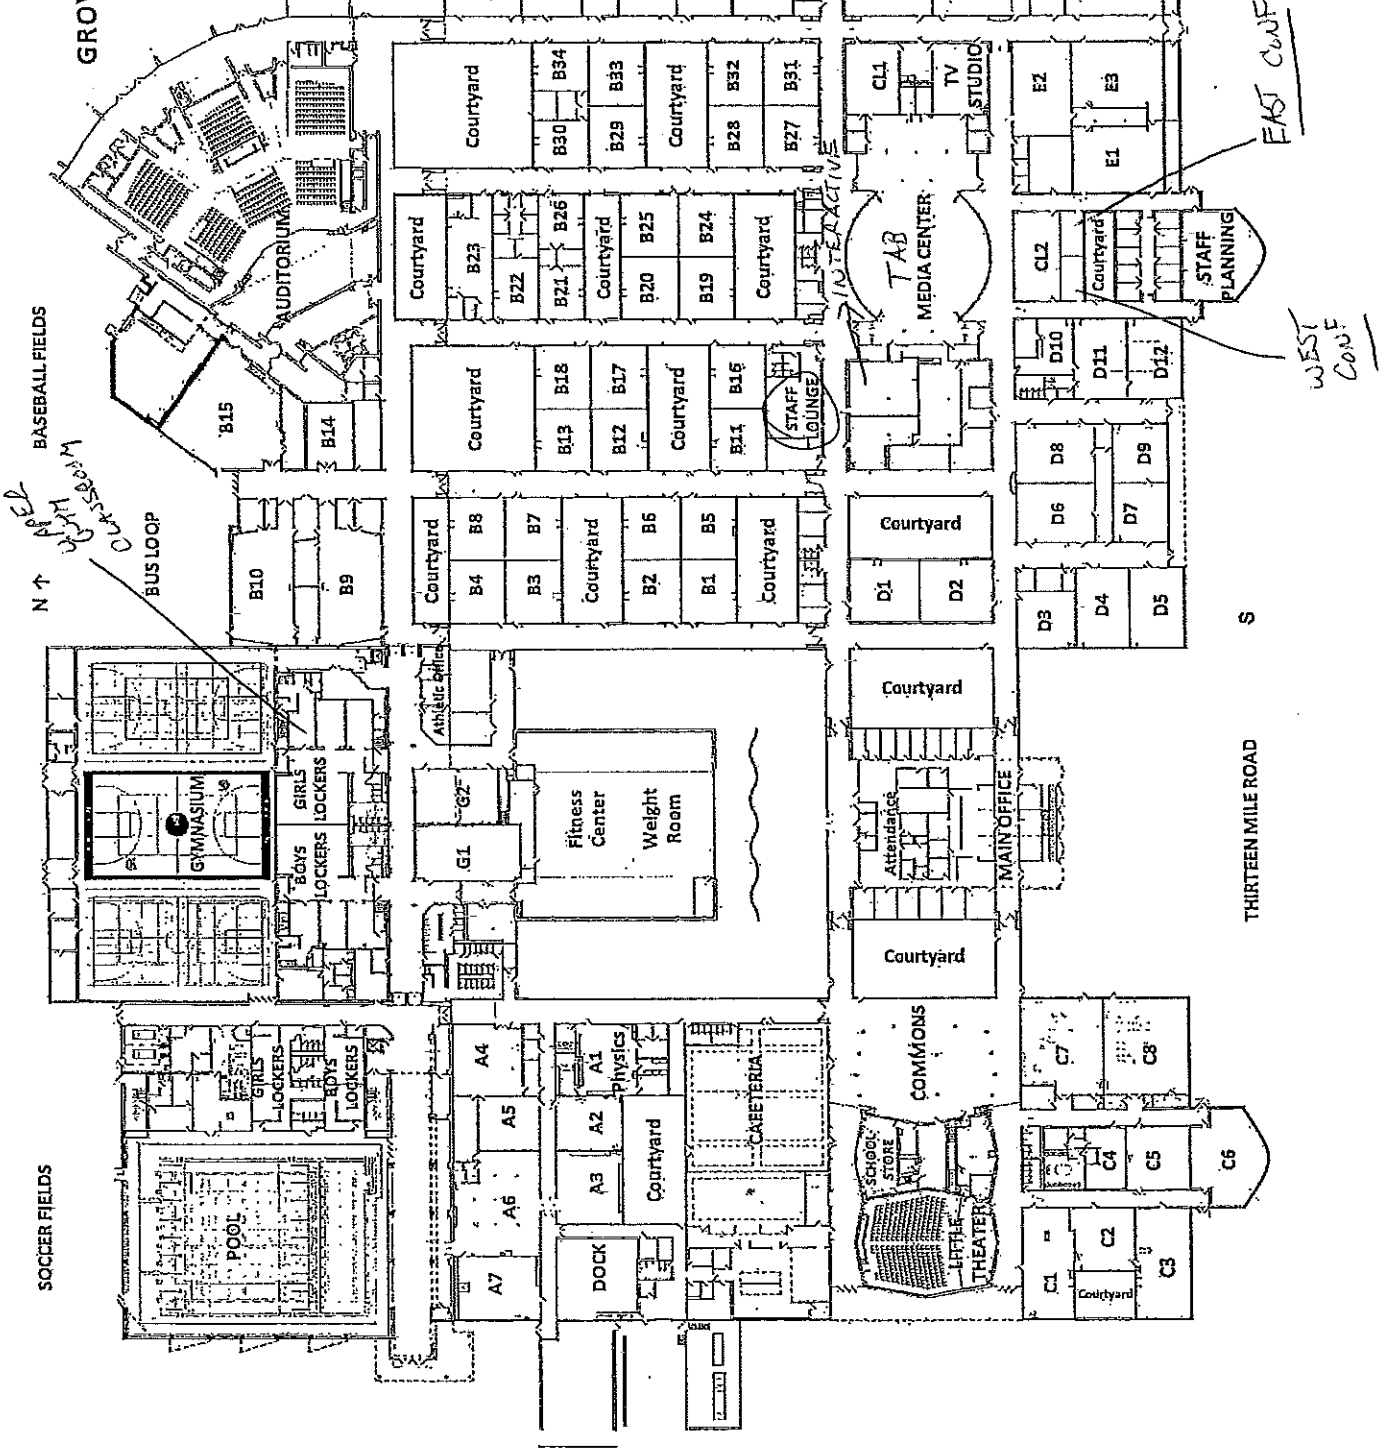 GROV
BASEBALL FIELDS
N ↑
BUS LOOP
SOCCER FIELDS
AUDITORIUM
B15
B14
B10
B9
GYMNASIUM
GIRLS
LOCKERS
BOYS
LOCKERS
GIRLS
LOCKERS
BOYS
LOCKERS
POOL
Courtyard
B34
B33
Courtyard
B32
B31
B30
B29
B28
B27
Courtyard
B23
B22
B26
B21
Courtyard
B25
B20
B24
B19
Courtyard
Courtyard
B18
B17
B13
B12
Courtyard
B16
B11
STAFF
LOUNGE
Courtyard
B8
B7
B4
B3
Courtyard
B6
B5
B2
B1
Courtyard
Athletic Office
G2
G1
Fitness
Center
Weight
Room
A4
A5
A6
A7
A1
Physics
A2
A3
Courtyard
DOCK
CAFETERIA
CL1
TV
STUDIO
INTERACTIVE
TAB
MEDIA CENTER
Courtyard
D1
D2
Courtyard
Attendance
MAIN OFFICE
Courtyard
COMMONS
SCHOOL
STORE
LITTLE
THEATER
E2
E3
E1
CL2
Courtyard
STAFF
PLANNING
D10
D11
D12
D8
D9
D6
D7
D3
D4
D5
C7
C8
C4
C5
C6
C1
C2
Courtyard
C3
EAST CONF
WEST
CONF
S
THIRTEEN MILE ROAD
CLASSROOM